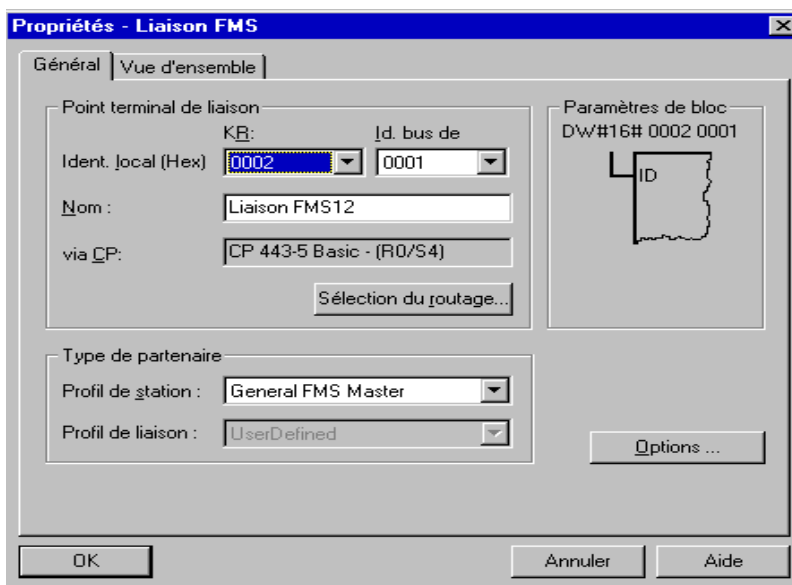 Propriétés - Liaison FMS
Général
Vue d'ensemble
Point terminal de liaison
KR:
Id. bus de
Ident. local (Hex)
0002
0001
Nom :
Liaison FMS12
via CP:
CP 443-5 Basic - (R0/S4)
Sélection du routage...
Paramètres de bloc
DW#16# 0002 0001
ID
Type de partenaire
Profil de station :
General FMS Master
Profil de liaison :
UserDefined
Options ...
OK
Annuler
Aide